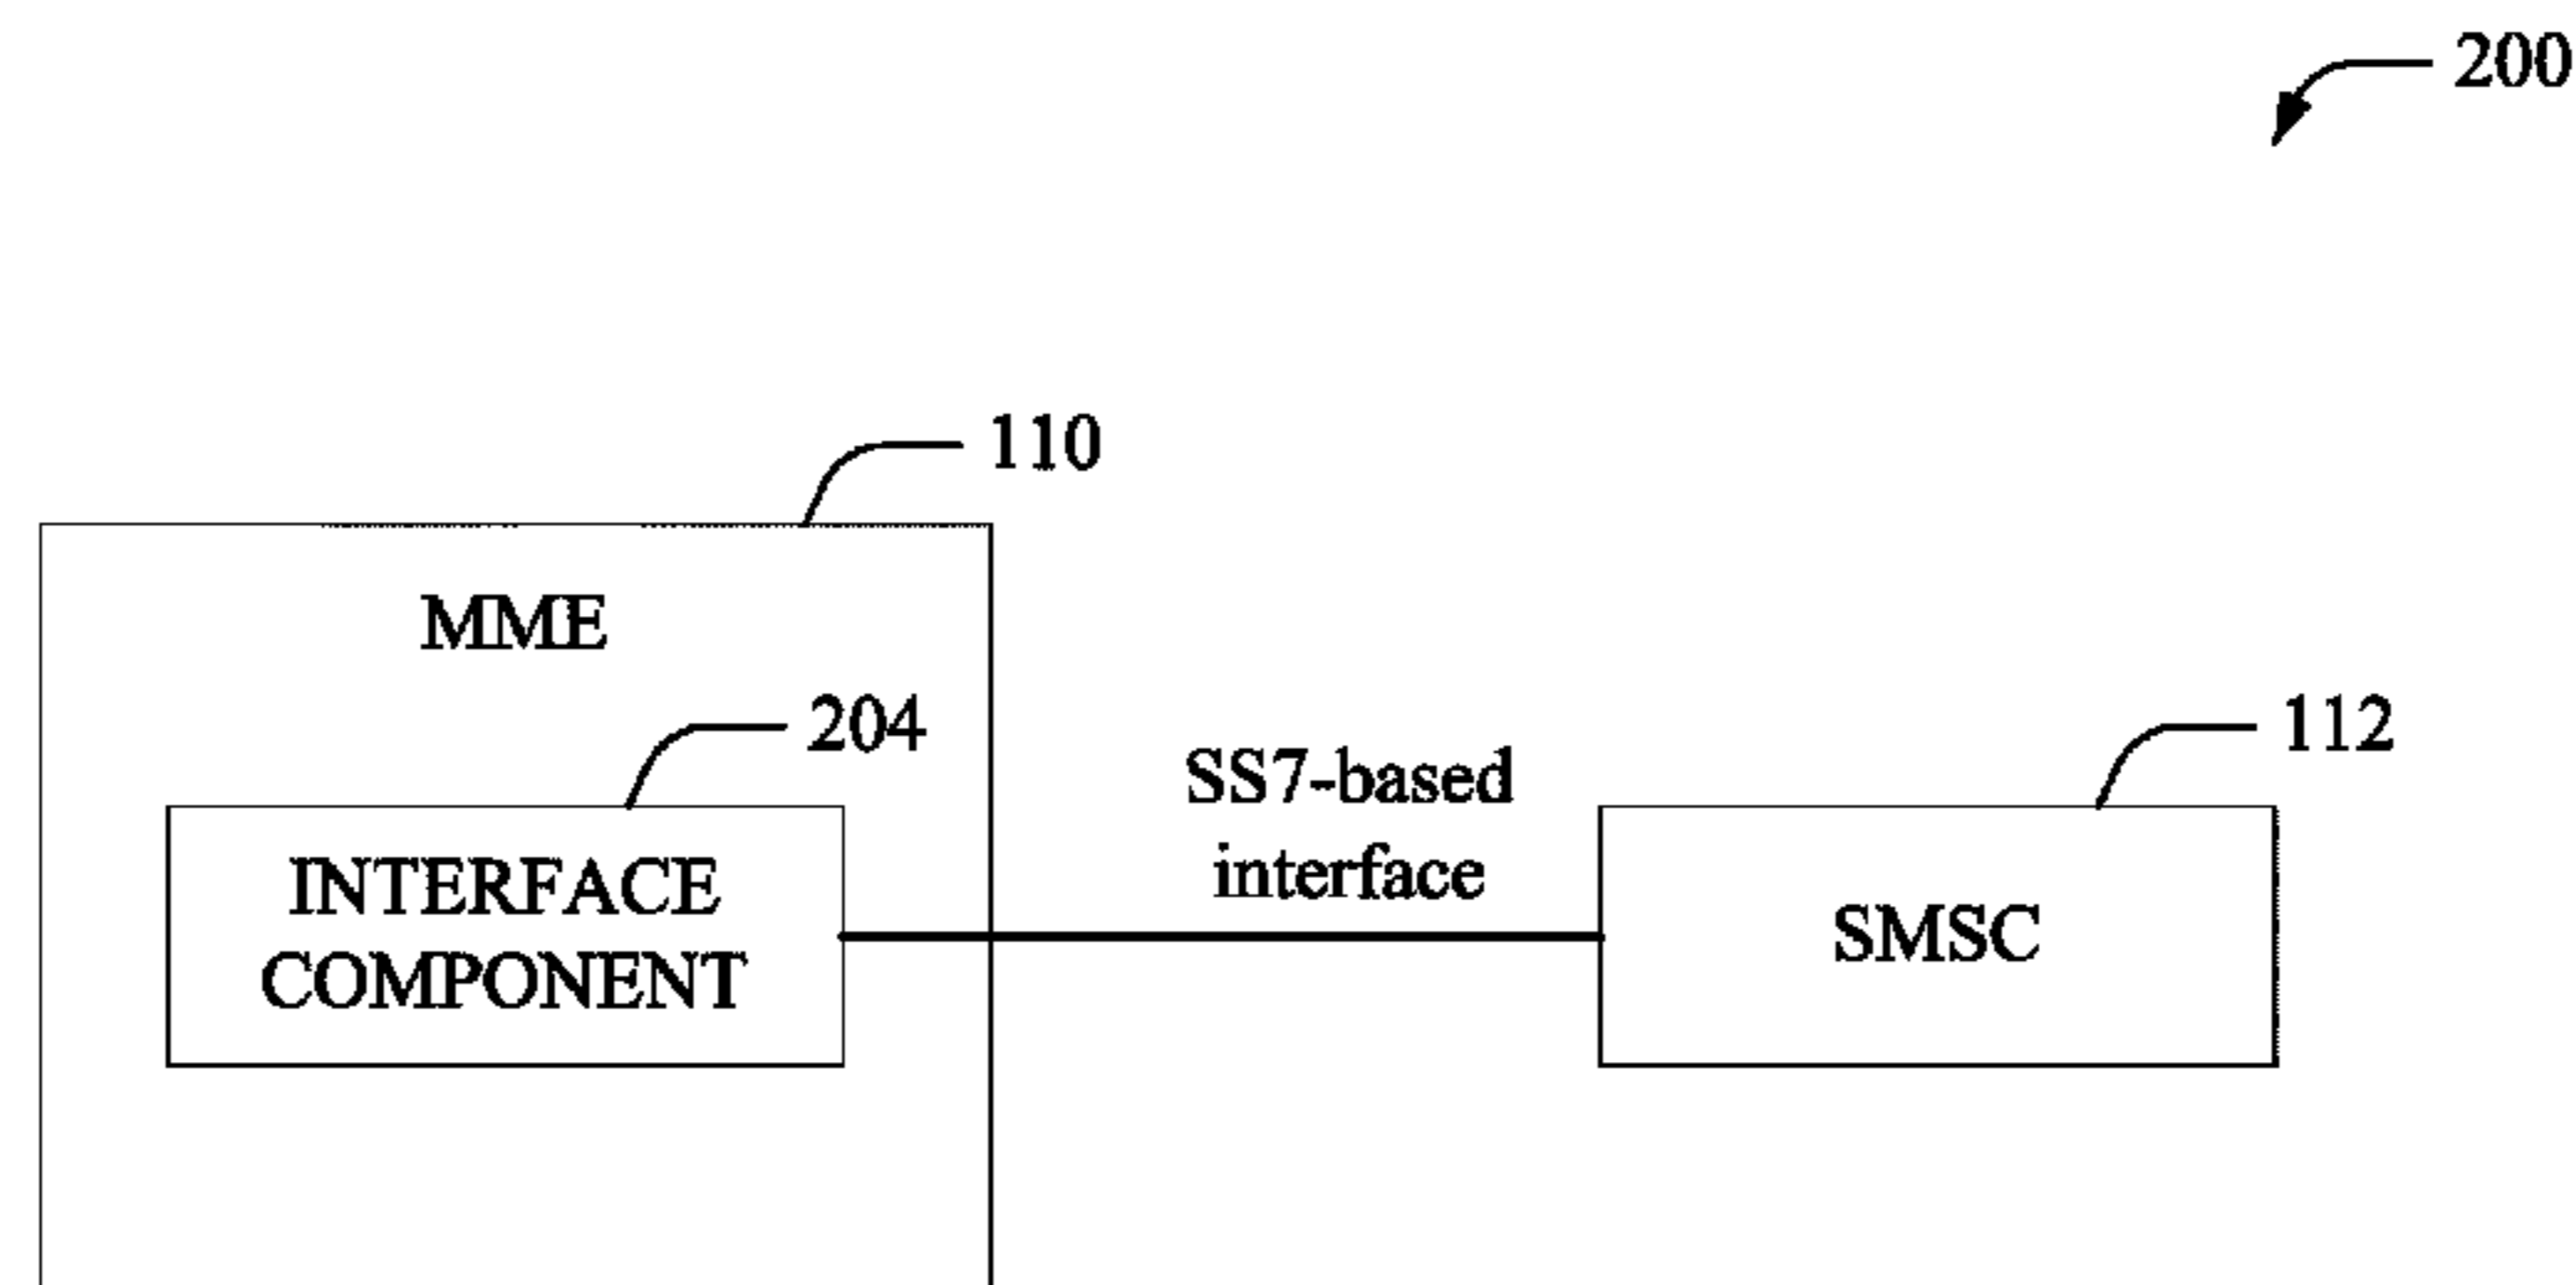 200
110
MME
204
INTERFACE
COMPONENT
SS7-based
interface
112
SMSC